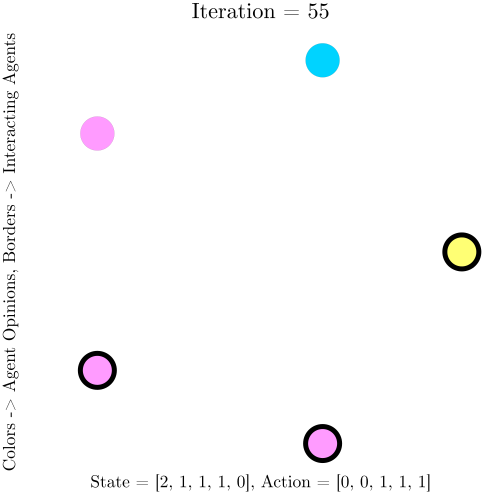 Iteration = 55
Colors -> Agent Opinions, Borders -> Interacting Agents
State = [2, 1, 1, 1, 0], Action = [0, 0, 1, 1, 1]